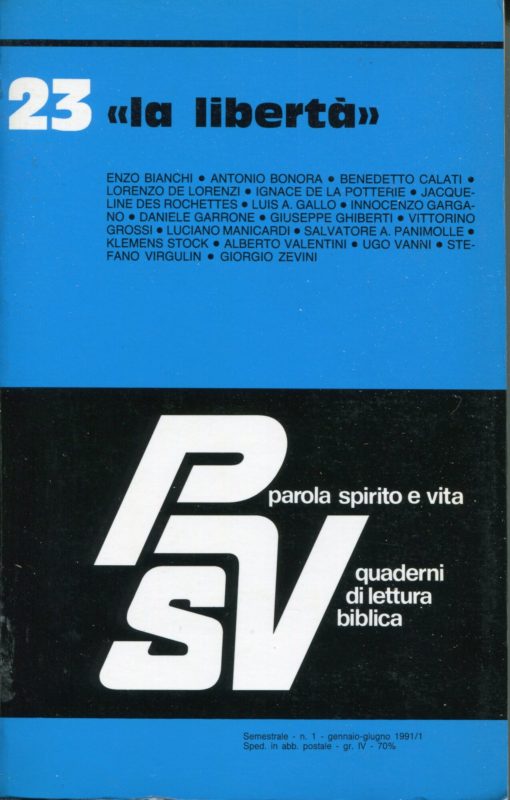 23 «la libertà»
ENZO BIANCHI • ANTONIO BONORA • BENEDETTO CALATI •
LORENZO DE LORENZI • IGNACE DE LA POTTERIE • JACQUE-
LINE DES ROCHETTES • LUIS A. GALLO • INNOCENZO GARGA-
NO • DANIELE GARRONE • GIUSEPPE GHIBERTI • VITTORINO
GROSSI • LUCIANO MANICARDI • SALVATORE A. PANIMOLLE •
KLEMENS STOCK • ALBERTO VALENTINI • UGO VANNI • STE-
FANO VIRGULIN • GIORGIO ZEVINI
PSV
parola spirito e vita
quaderni
di lettura
biblica
Semestrale - n. 1 - gennaio-giugno 1991/1
Sped. in abb. postale - gr. IV - 70%